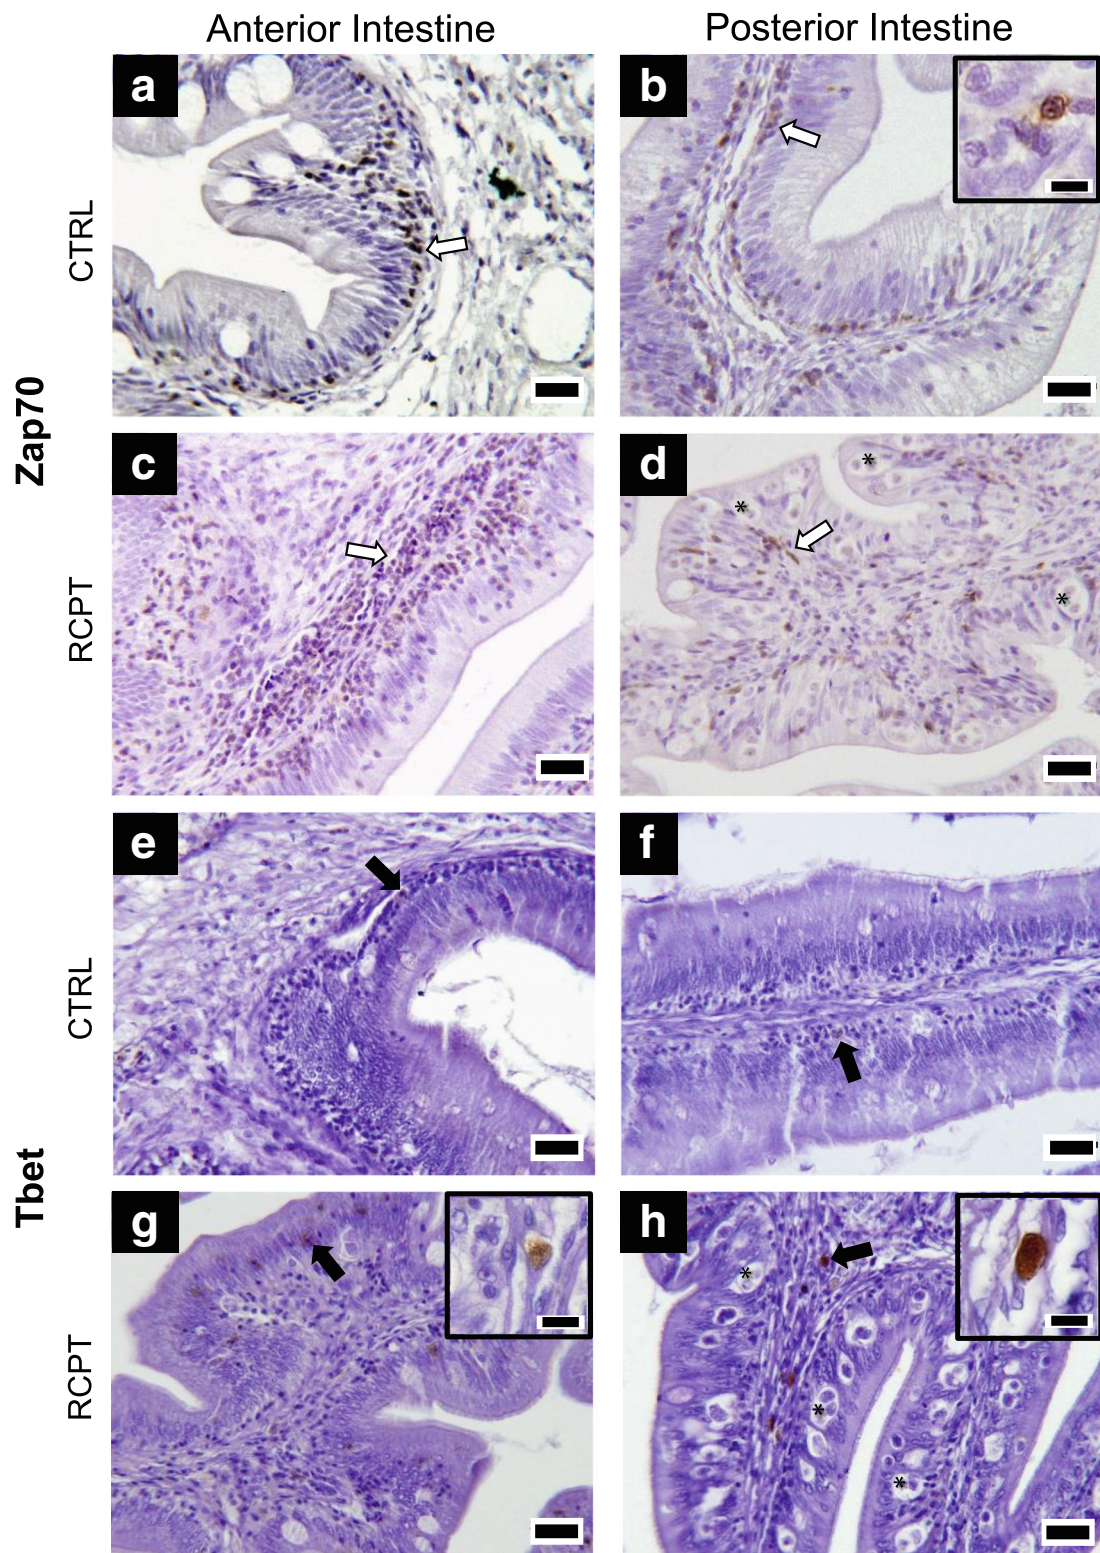 Anterior Intestine
Posterior Intestine
Zap70
CTRL
a
b
RCPT
c
d
*
*
*
Tbet
CTRL
e
f
RCPT
g
h
*
*
*